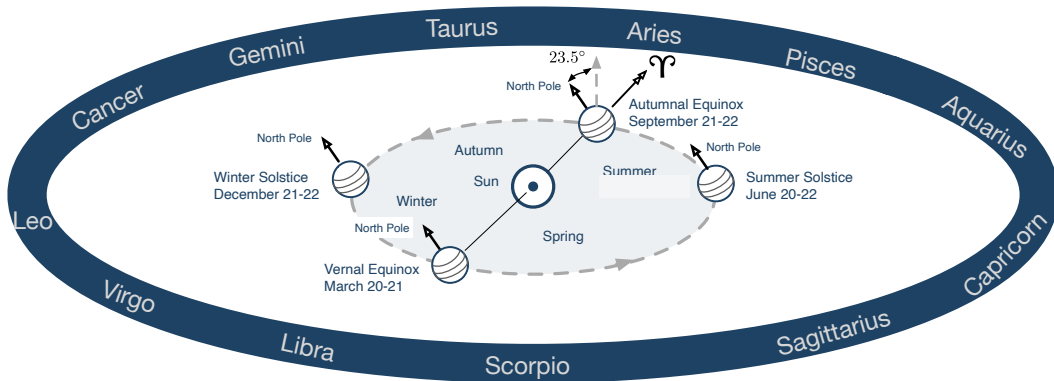 Taurus
Aries
Gemini
Pisces
23.5°
♈
North Pole
Cancer
Autumnal Equinox
September 21-22
Aquarius
North Pole
North Pole
Autumn
Summer
Winter Solstice
December 21-22
Sun
Summer Solstice
June 20-22
Winter
Leo
North Pole
Spring
Capricorn
Vernal Equinox
March 20-21
Virgo
Libra
Sagittarius
Scorpio